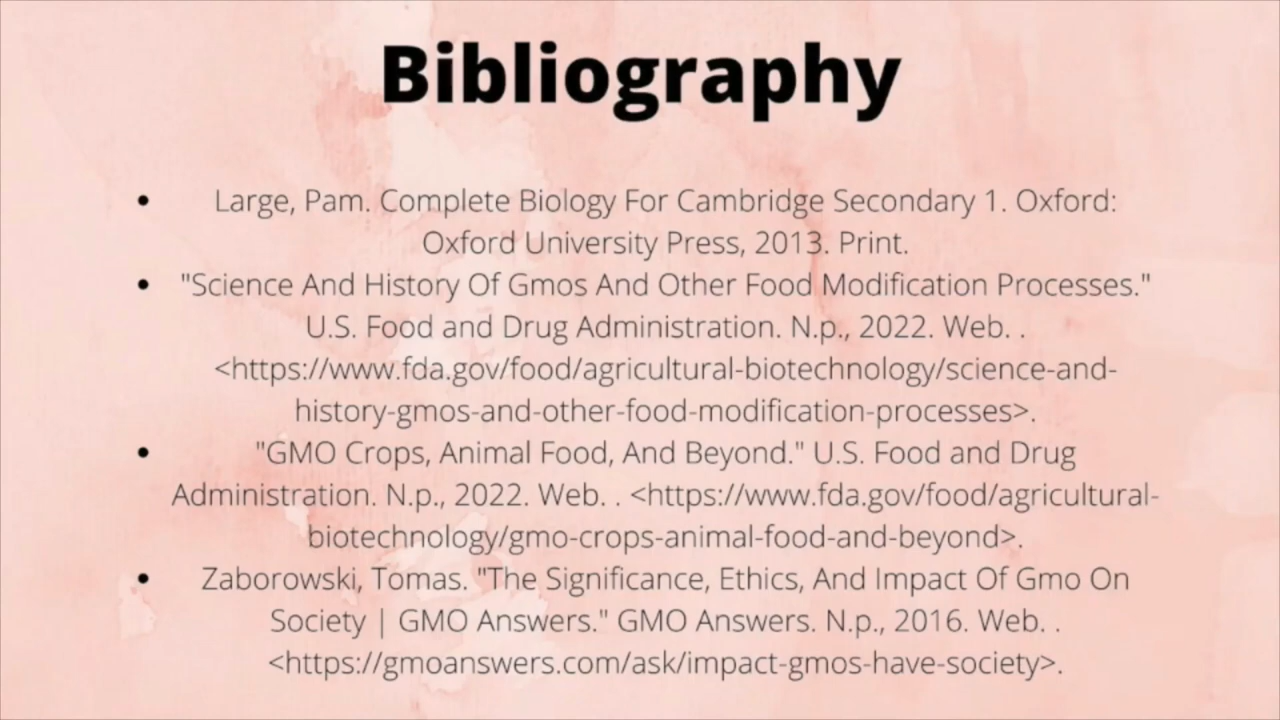 Bibliography
• Large, Pam. Complete Biology For Cambridge Secondary 1. Oxford:
Oxford University Press, 2013. Print.
• "Science And History Of Gmos And Other Food Modification Processes."
U.S. Food and Drug Administration. N.p., 2022. Web. .
<https://www.fda.gov/food/agricultural-biotechnology/science-and-
history-gmos-and-other-food-modification-processes>.
• "GMO Crops, Animal Food, And Beyond." U.S. Food and Drug
Administration. N.p., 2022. Web. . <https://www.fda.gov/food/agricultural-
biotechnology/gmo-crops-animal-food-and-beyond>.
• Zaborowski, Tomas. "The Significance, Ethics, And Impact Of Gmo On
Society | GMO Answers." GMO Answers. N.p., 2016. Web. .
<https://gmoanswers.com/ask/impact-gmos-have-society>.